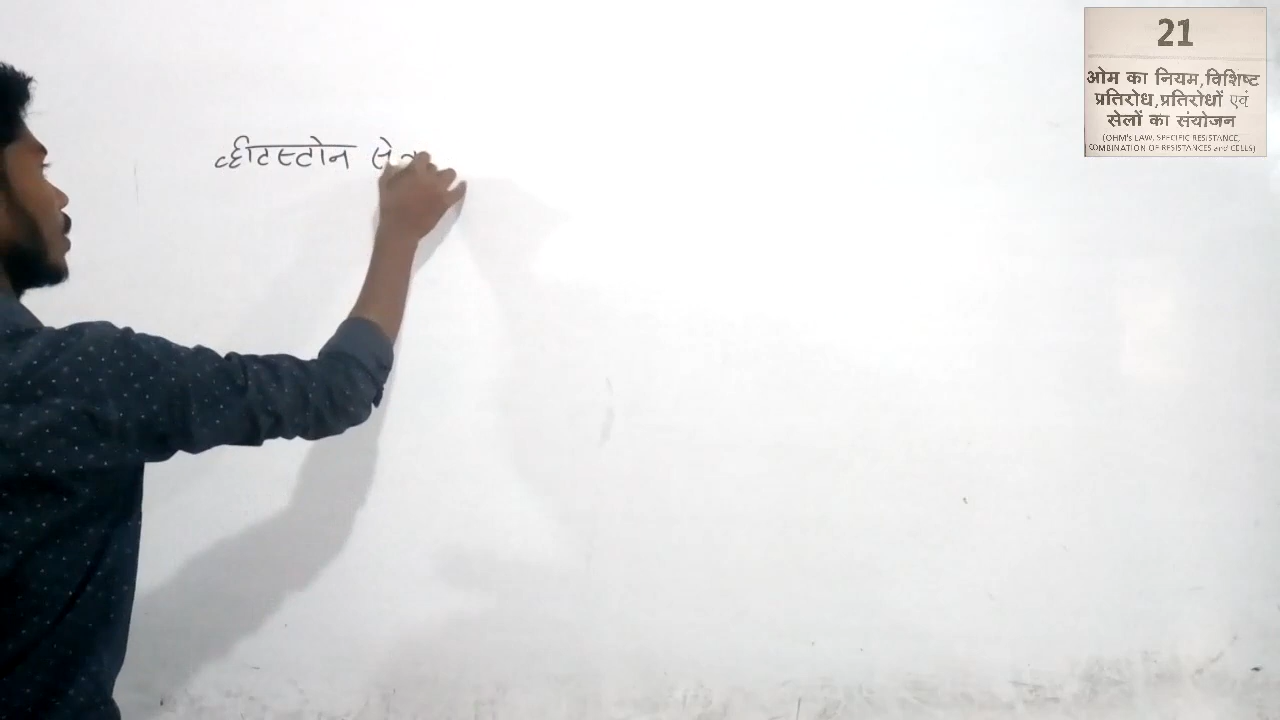 व्हीटस्टोन
21
ओम का नियम,विशिष्ट
प्रतिरोध,प्रतिरोधों एवं
सेलों का संयोजन
(OHM's LAW, SPECIFIC RESISTANCE,
COMBINATION OF RESISTANCES and CELLS)